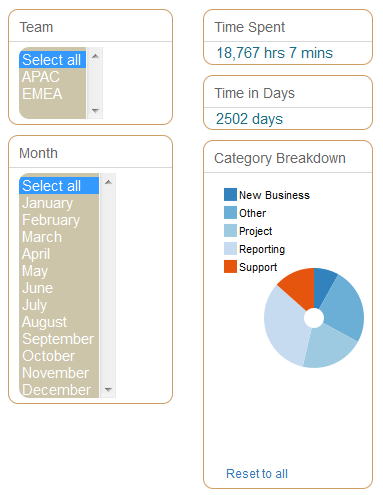 Team
Select all
APAC
EMEA
Month
Select all
January
February
March
April
May
June
July
August
September
October
November
December
Time Spent
18,767 hrs 7 mins
Time in Days
2502 days
Category Breakdown
New Business
Other
Project
Reporting
Support
Reset to all